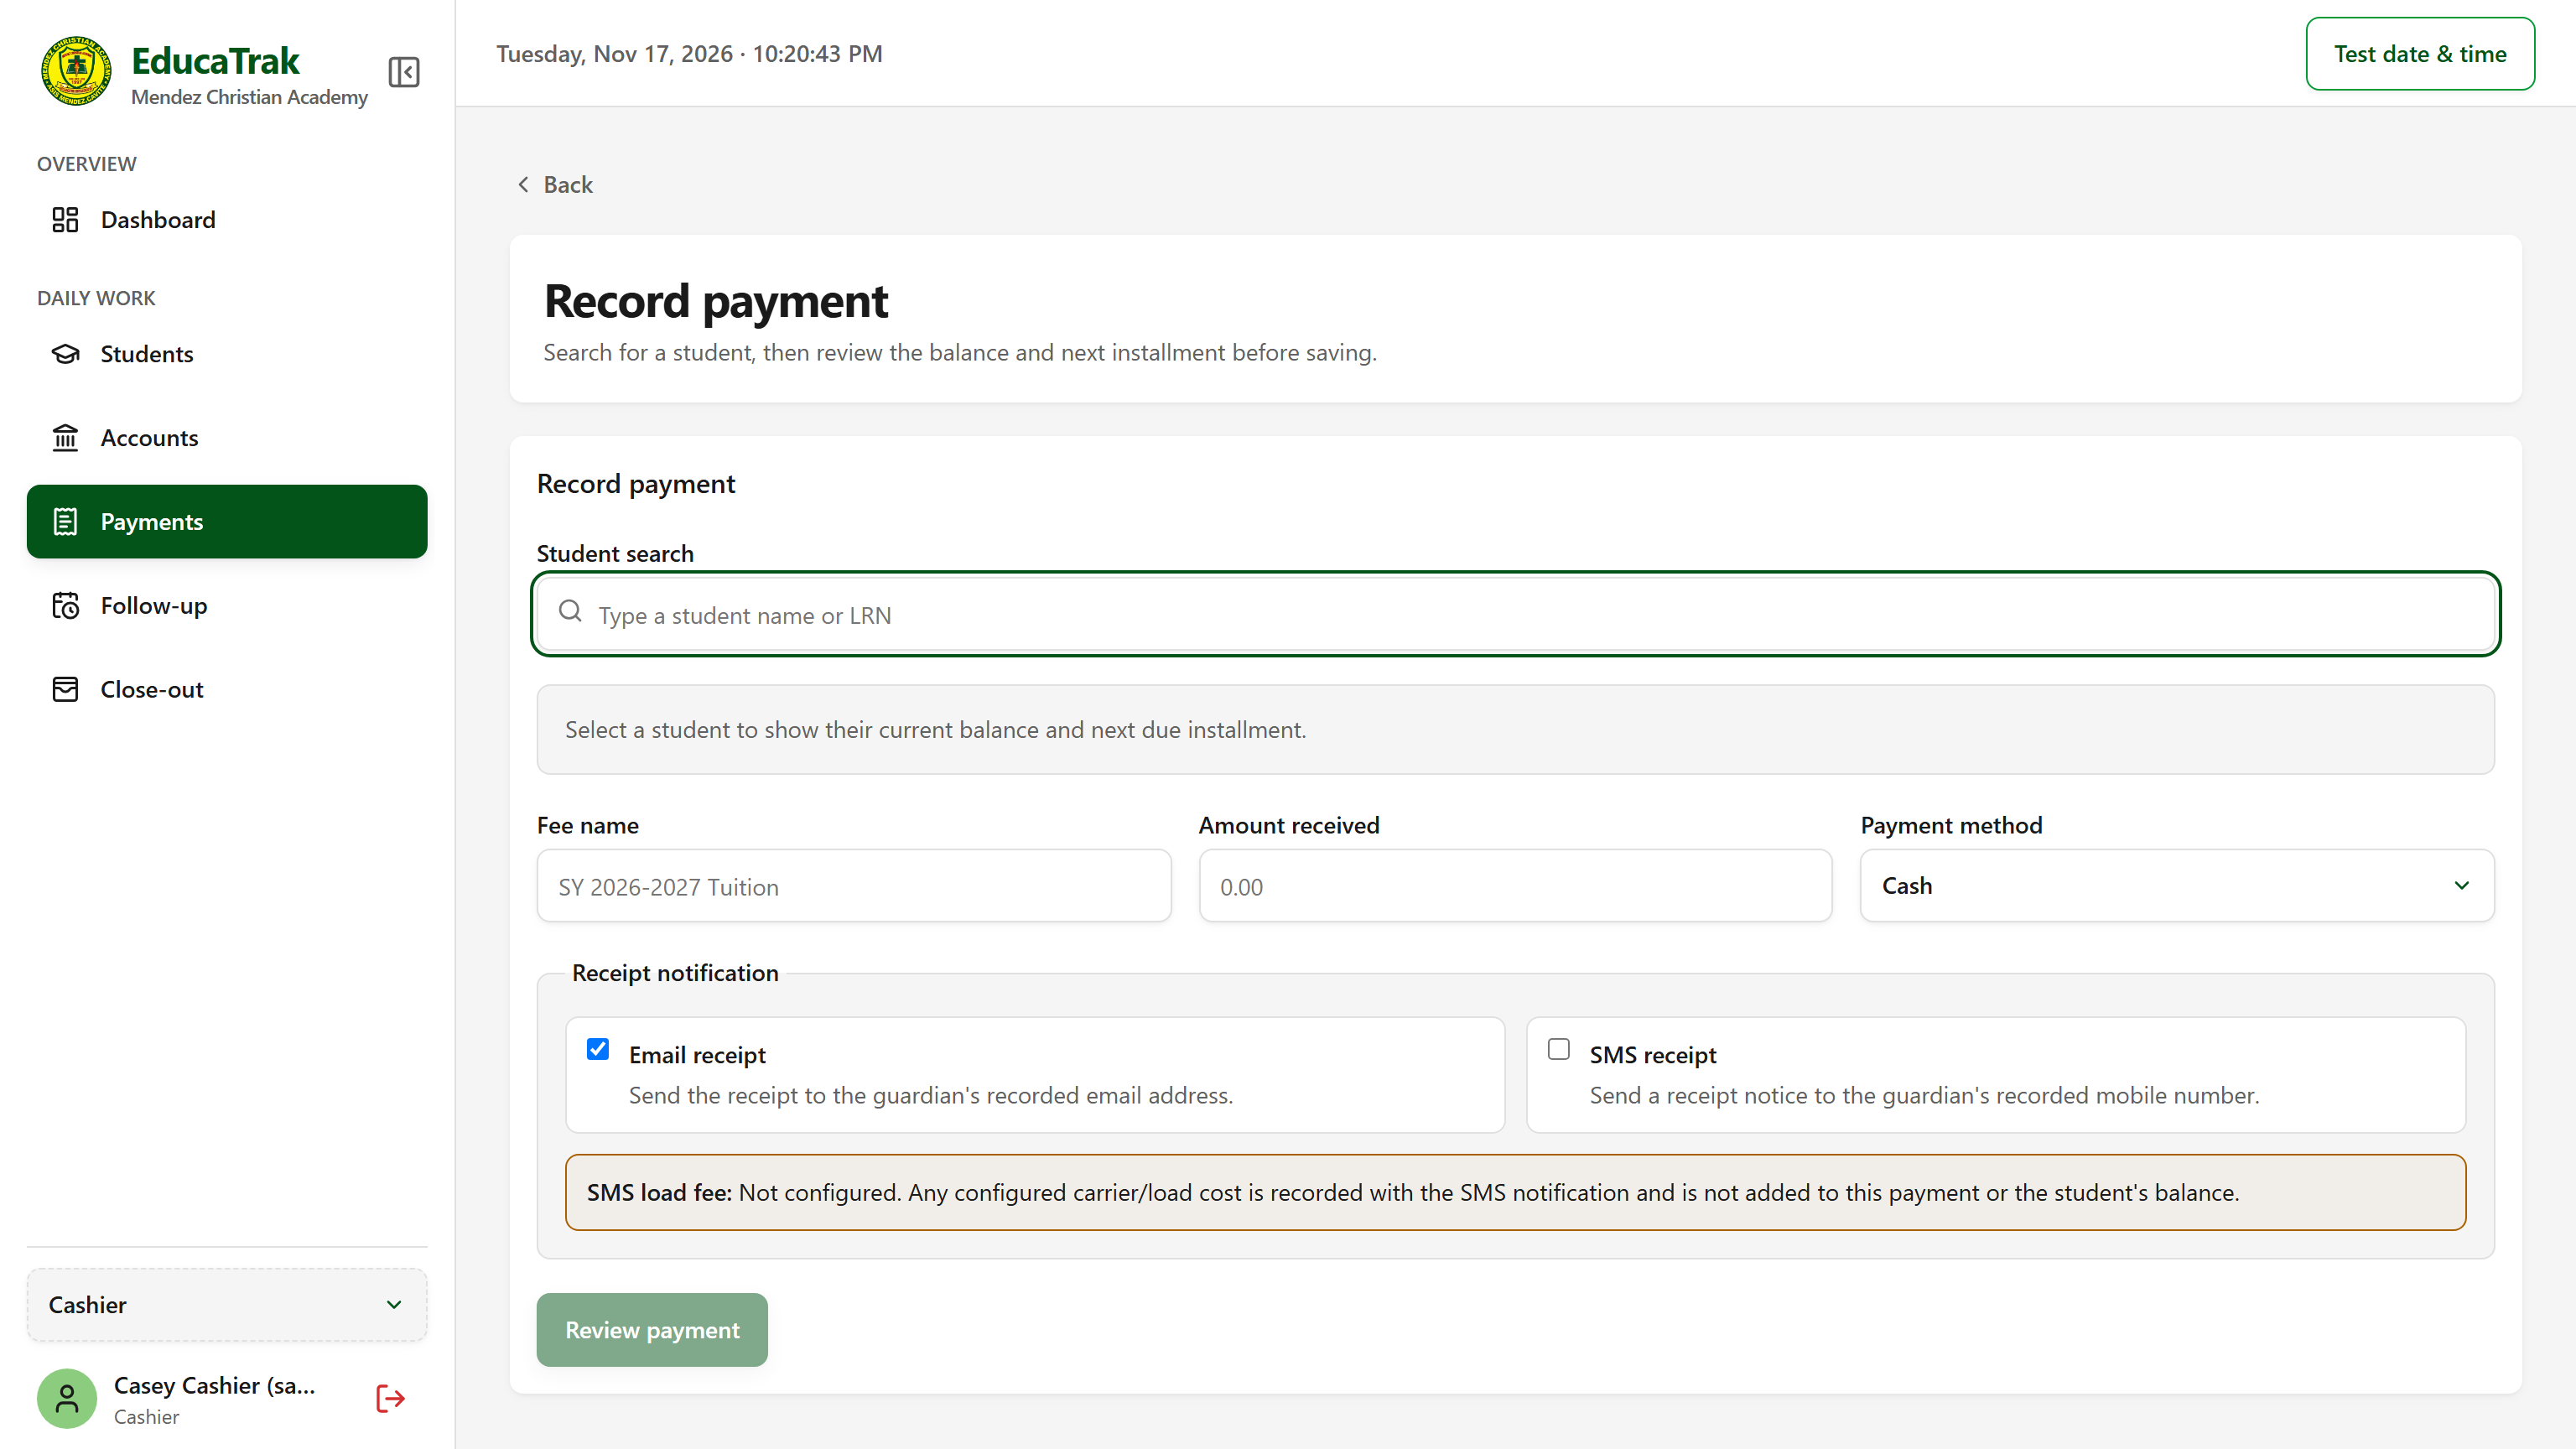 EducaTrak
Mendez Christian Academy
OVERVIEW
Dashboard
DAILY WORK
Students
Accounts
Payments
Follow-up
Close-out
Cashier
Casey Cashier (sa...
Cashier
Tuesday, Nov 17, 2026 · 10:20:43 PM
Test date & time
Back
Record payment
Search for a student, then review the balance and next installment before saving.
Record payment
Student search
Type a student name or LRN
Select a student to show their current balance and next due installment.
Fee name
SY 2026-2027 Tuition
Amount received
0.00
Payment method
Cash
Receipt notification
Email receipt
Send the receipt to the guardian's recorded email address.
SMS receipt
Send a receipt notice to the guardian's recorded mobile number.
SMS load fee: Not configured. Any configured carrier/load cost is recorded with the SMS notification and is not added to this payment or the student's balance.
Review payment